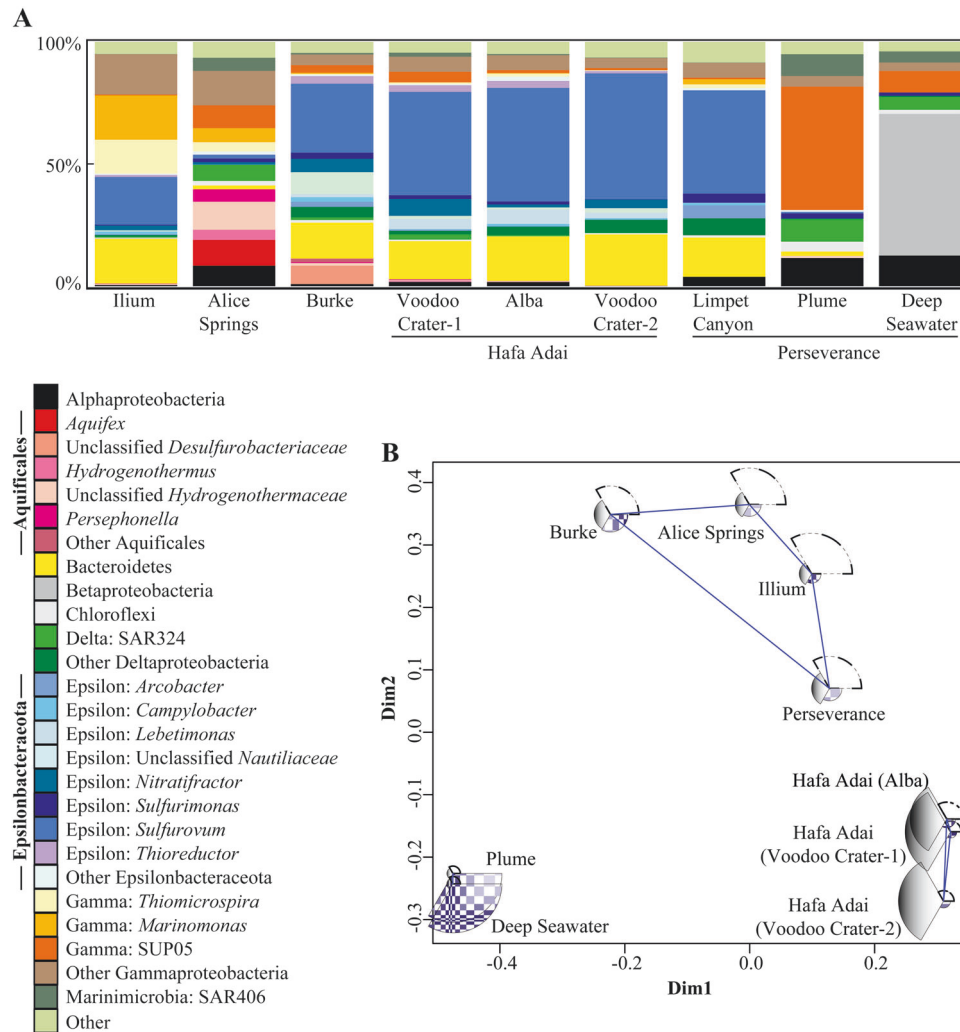 A
100%
50%
0%
Ilium
Alice
Springs
Burke
Voodoo
Crater-1
Alba
Voodoo
Crater-2
Limpet
Canyon
Plume
Deep
Seawater
Hafa Adai
Perseverance
Aquificales
Epsilonbacteraeota
Alphaproteobacteria
Aquifex
Unclassified Desulfurobacteriaceae
Hydrogenothermus
Unclassified Hydrogenothermaceae
Persephonella
Other Aquificales
Bacteroidetes
Betaproteobacteria
Chloroflexi
Delta: SAR324
Other Deltaproteobacteria
Epsilon: Arcobacter
Epsilon: Campylobacter
Epsilon: Lebetimonas
Epsilon: Unclassified Nautiliaceae
Epsilon: Nitratifractor
Epsilon: Sulfurimonas
Epsilon: Sulfurovum
Epsilon: Thioreductor
Other Epsilonbacteraceota
Gamma: Thiomicrospira
Gamma: Marinomonas
Gamma: SUP05
Other Gammaproteobacteria
Marinimicrobia: SAR406
Other
B
Dim2
0.4
0.3
0.2
0.1
0.0
-0.1
-0.2
-0.3
Burke
Alice Springs
Illium
Perseverance
Hafa Adai (Alba)
Hafa Adai
(Voodoo Crater-1)
Hafa Adai
(Voodoo Crater-2)
Plume
Deep Seawater
-0.4
-0.2
0.0
0.2
Dim1